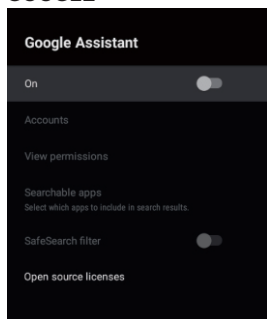 Google Assistant
On
Accounts
View permissions
Searchable apps
Select which apps to include in search results.
SafeSearch filter
Open source licenses